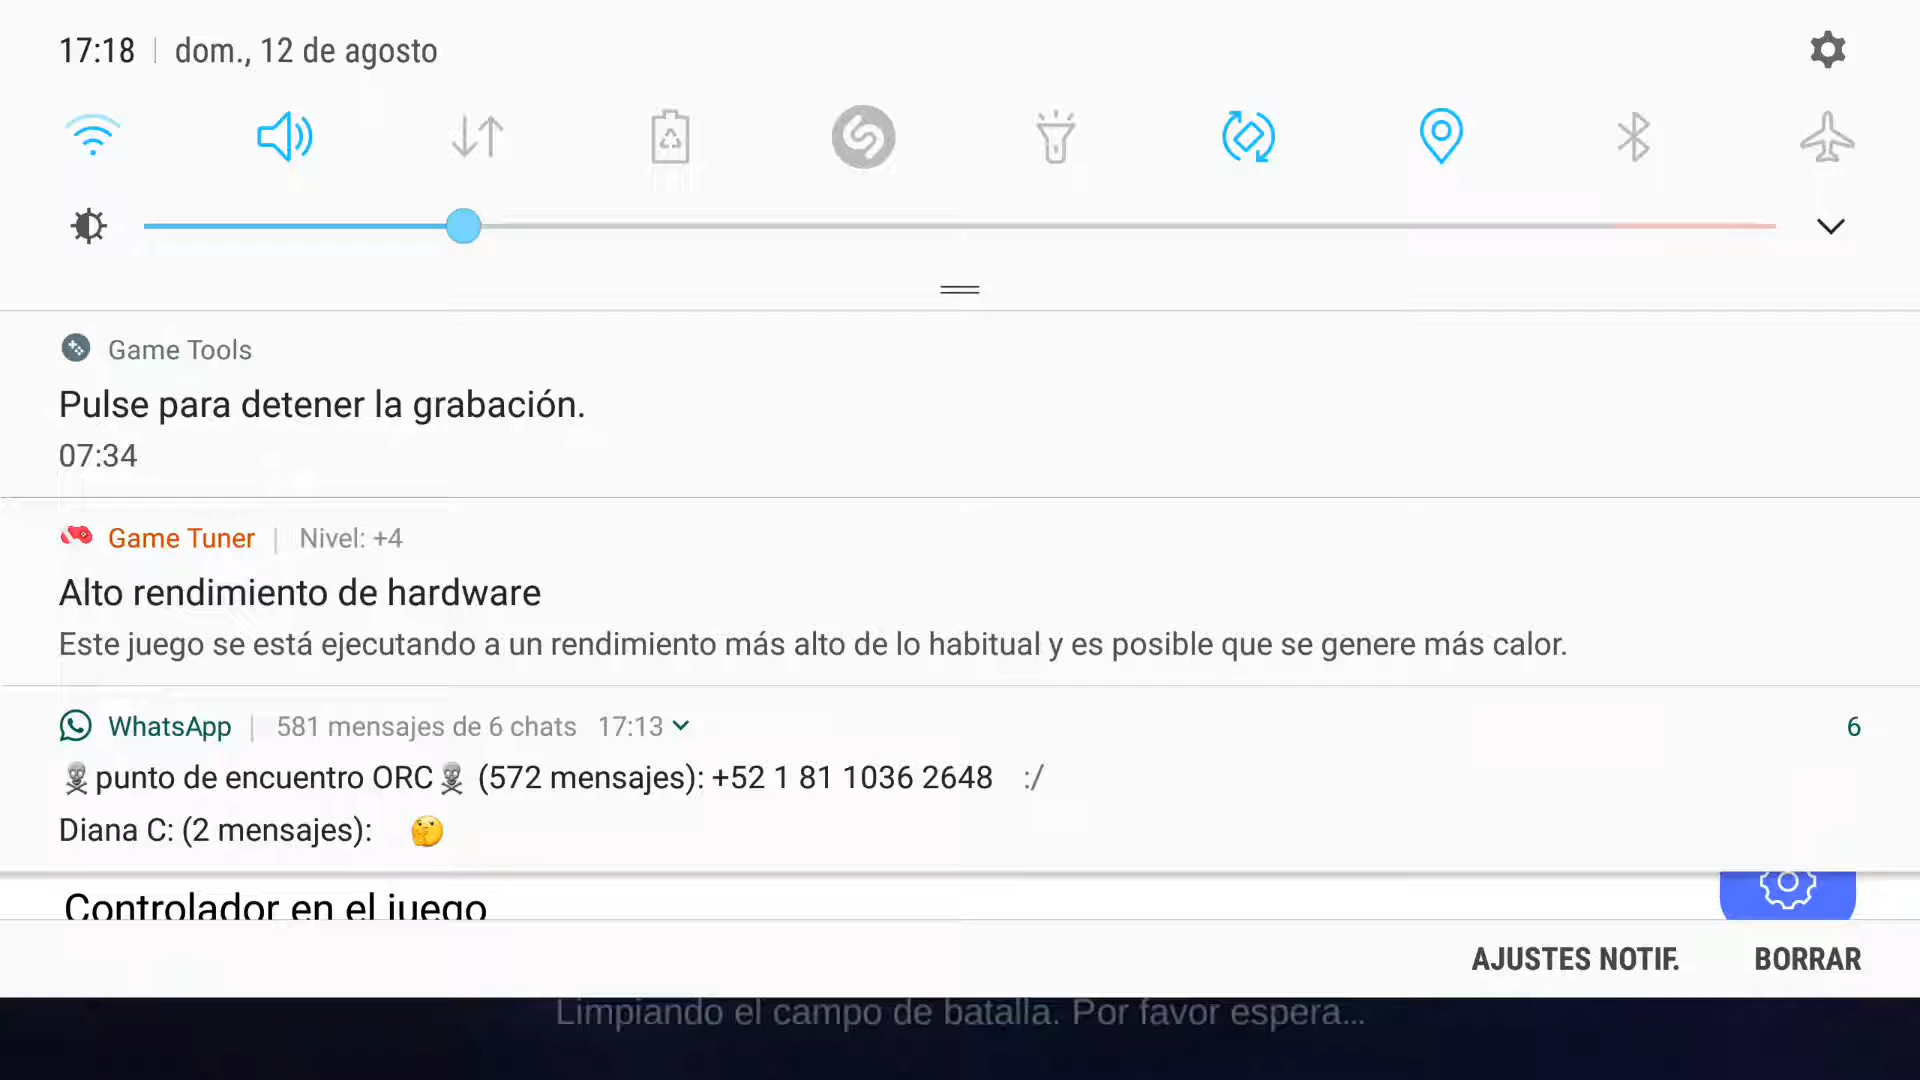 17:18 | dom., 12 de agosto
Game Tools
Pulse para detener la grabación.
07:34
Game Tuner | Nivel: +4
Alto rendimiento de hardware
Este juego se está ejecutando a un rendimiento más alto de lo habitual y es posible que se genere más calor.
WhatsApp | 581 mensajes de 6 chats 17:13 6
☠punto de encuentro ORC☠ (572 mensajes): +52 1 81 1036 2648 :/
Diana C: (2 mensajes): 🤔
Controlador en el juego
AJUSTES NOTIF. BORRAR
Limpiando el campo de batalla. Por favor espera...